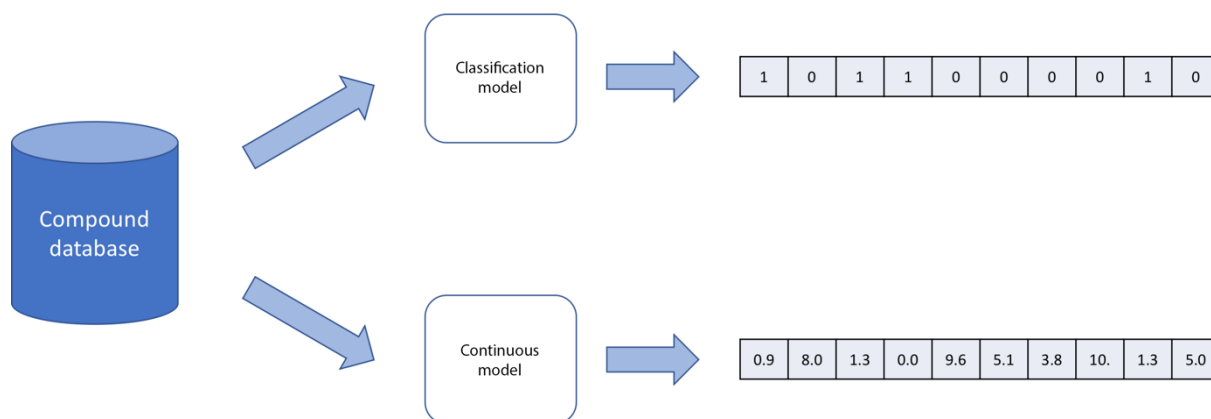 Classification
model
1 0 1 1 0 0 0 0 1 0
Compound
database
Continuous
model
0.9 8.0 1.3 0.0 9.6 5.1 3.8 10. 1.3 5.0